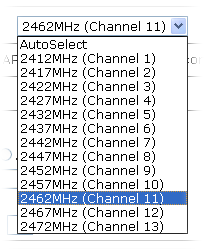 2462MHz (Channel 11)
AutoSelect
2412MHz (Channel 1)
2417MHz (Channel 2)
2422MHz (Channel 3)
2427MHz (Channel 4)
2432MHz (Channel 5)
2437MHz (Channel 6)
2442MHz (Channel 7)
2447MHz (Channel 8)
2452MHz (Channel 9)
2457MHz (Channel 10)
2462MHz (Channel 11)
2467MHz (Channel 12)
2472MHz (Channel 13)